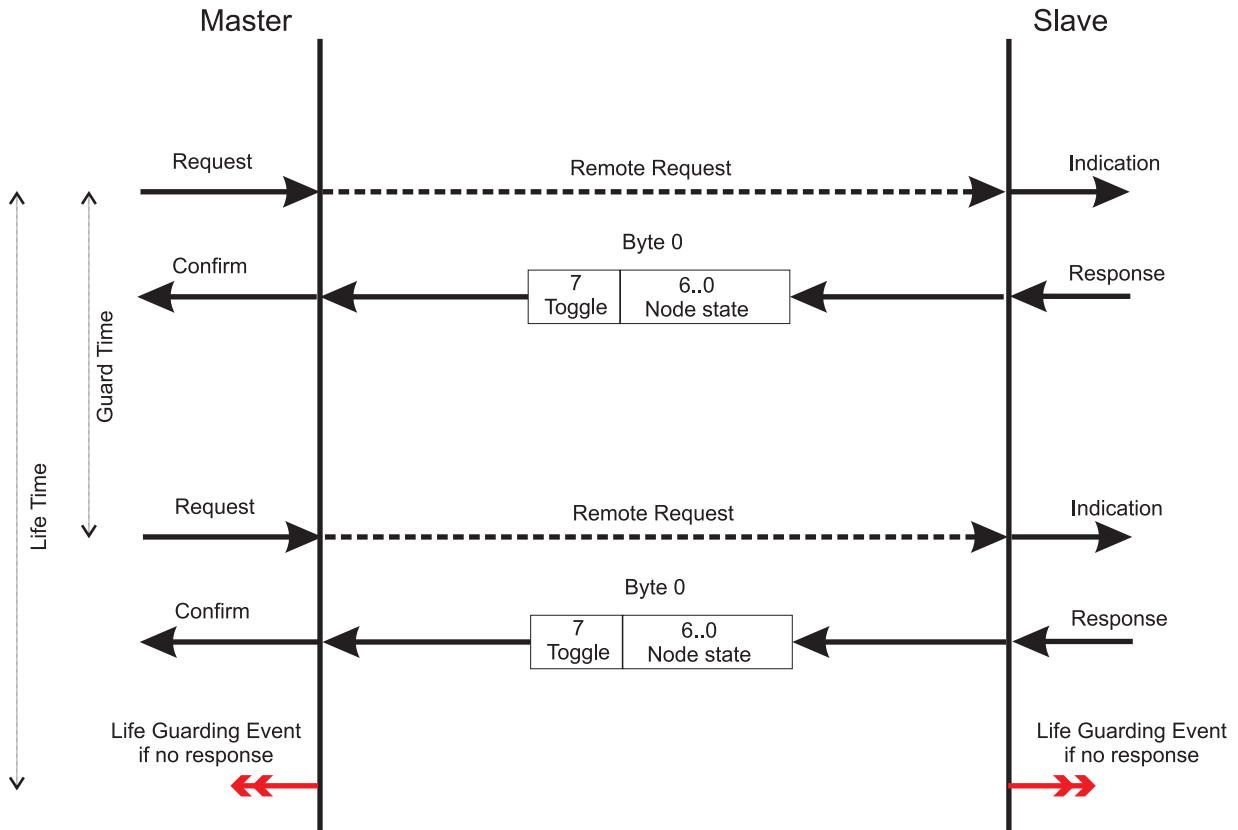 Master
Slave
Request
Remote Request
Indication
Byte 0
Confirm
7
Toggle
6..0
Node state
Response
Guard Time
Life Time
Request
Remote Request
Indication
Byte 0
Confirm
7
Toggle
6..0
Node state
Response
Life Guarding Event
if no response
Life Guarding Event
if no response